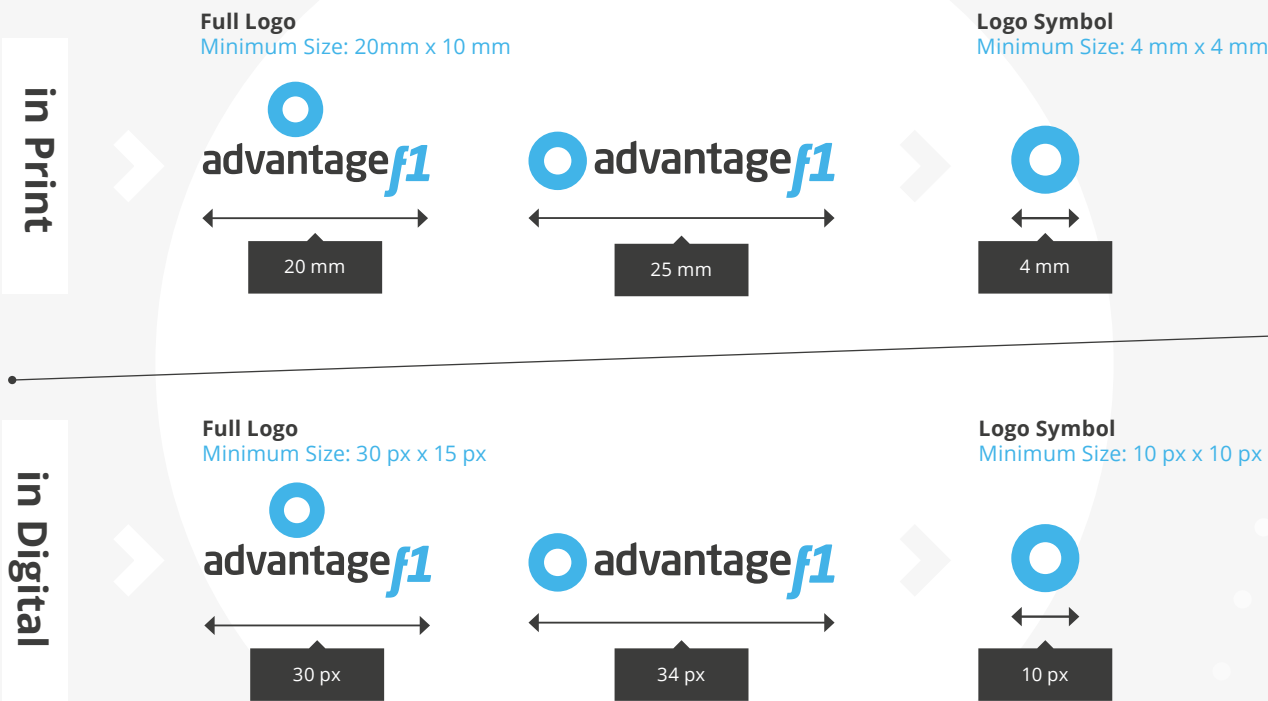 in Print
Full Logo
Minimum Size: 20mm x 10 mm
advantagef1
20 mm
advantagef1
25 mm
Logo Symbol
Minimum Size: 4 mm x 4 mm
4 mm
in Digital
Full Logo
Minimum Size: 30 px x 15 px
advantagef1
30 px
advantagef1
34 px
Logo Symbol
Minimum Size: 10 px x 10 px
10 px